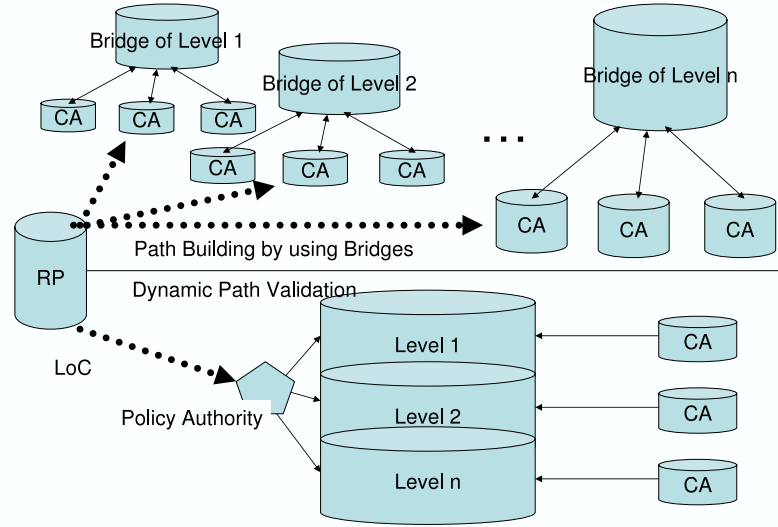 Bridge of Level 1
CA
CA
CA
Bridge of Level 2
CA
CA
CA
...
Bridge of Level n
CA
CA
CA
Path Building by using Bridges
RP
Dynamic Path Validation
LoC
Policy Authority
Level 1
CA
Level 2
CA
Level n
CA